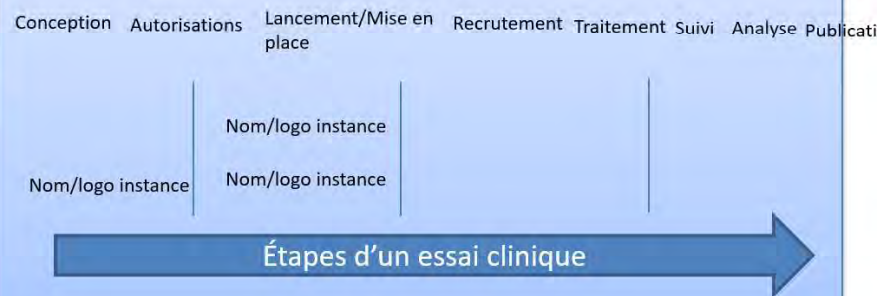 Conception
Autorisations
Lancement/Mise en
place
Recrutement
Traitement
Suivi
Analyse
Publicati
Nom/logo instance
Nom/logo instance
Nom/logo instance
Étapes d'un essai clinique